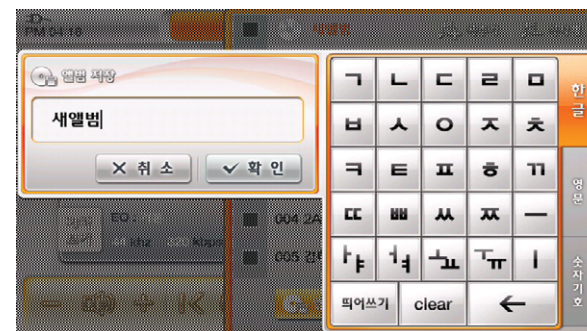 PM 04:16
새앨범
앨범 저장
새앨범
취소
확인
ㄱ ㄴ ㄷ ㄹ ㅁ
ㅂ ㅅ ㅇ ㅈ ㅊ
ㅋ ㅌ ㅍ ㅎ ㄲ
ㄸ ㅃ ㅆ ㅉ ㅡ
ㅏㅑ ㅓㅕ ㅗㅛ ㅜㅠ ㅣ
띄어쓰기 clear ←
한글
영문
숫자기호
EQ :
44 khz 320 kbps
004 2A
005